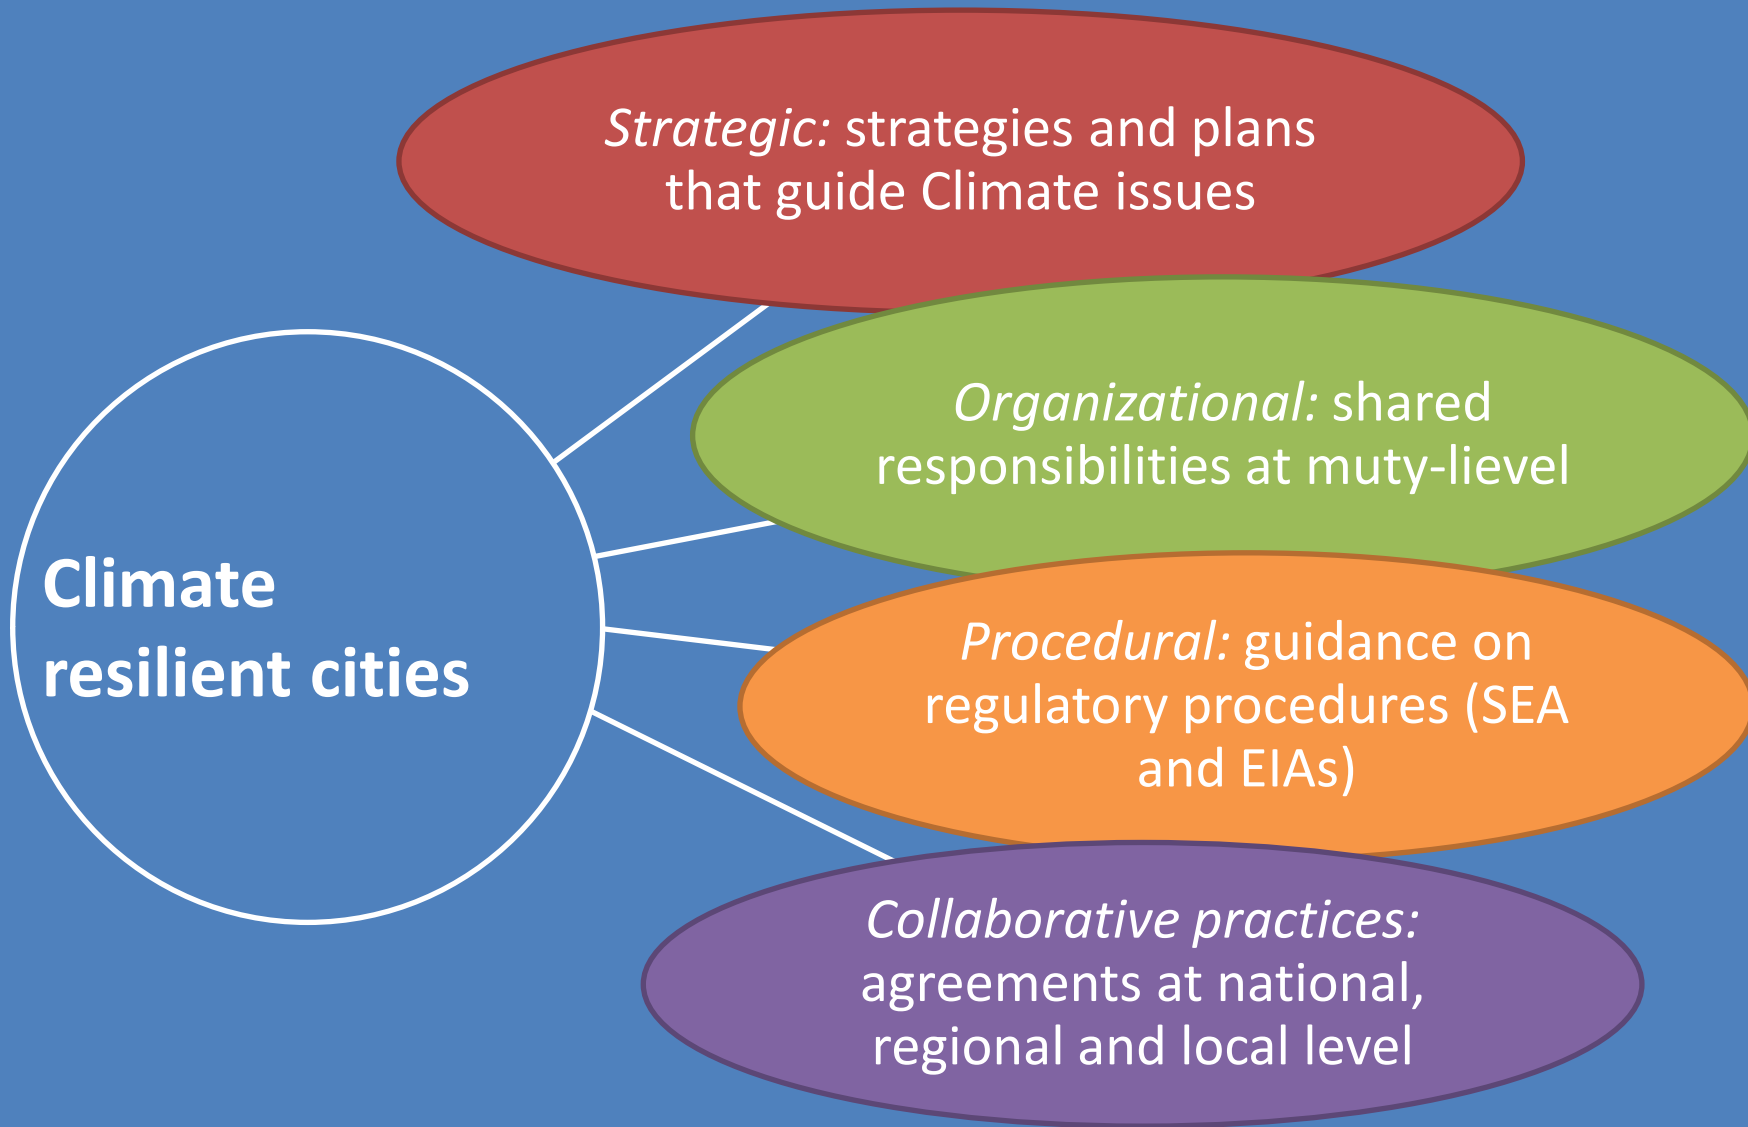 Strategic: strategies and plans
that guide Climate issues
Organizational: shared
responsibilities at muty-lievel
Climate
resilient cities
Procedural: guidance on
regulatory procedures (SEA
and EIAs)
Collaborative practices:
agreements at national,
regional and local level